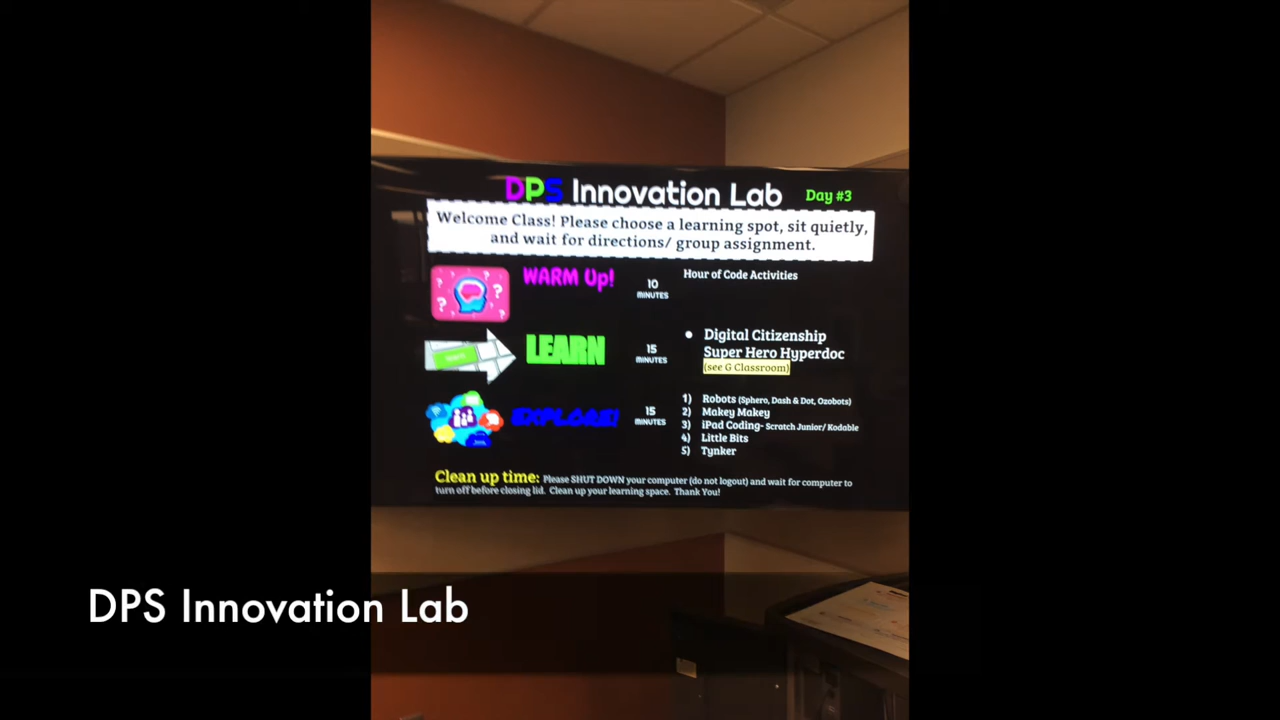 DPS Innovation Lab
Day #3
Welcome Class! Please choose a learning spot, sit quietly,
and wait for directions/ group assignment.
WARM Up!
10
MINUTES
Hour of Code Activities
LEARN
15
MINUTES
Digital Citizenship
Super Hero Hyperdoc
(see G Classroom)
EXPLORE!
15
MINUTES
1) Robots (Sphero, Dash & Dot, Ozobots)
2) Makey Makey
3) iPad Coding- Scratch Junior/ Kodable
4) Little Bits
5) Tynker
Clean up time: Please SHUT DOWN your computer (do not logout) and wait for computer to
turn off before closing lid. Clean up your learning space. Thank You!
DPS Innovation Lab